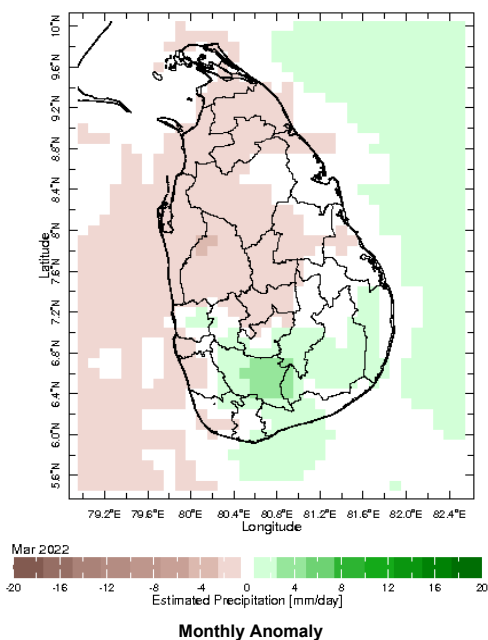 10°N
9.6°N
9.2°N
8.8°N
8.4°N
8°N
7.6°N
7.2°N
6.8°N
6.4°N
6.0°N
5.6°N
Latitude
79.2°E 79.6°E 80°E 80.4°E 80.8°E 81.2°E 81.6°E 82.0°E 82.4°E
Longitude
Mar 2022
-20 -16 -12 -8 -4 0 4 8 12 16 20
Estimated Precipitation [mm/day]
Monthly Anomaly